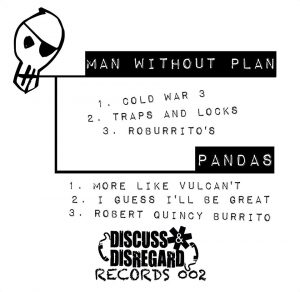 MAN WITHOUT PLAN
1. COLD WAR 3
2. TRAPS AND LOCKS
3. ROBURRITO'S
PANDAS
1. MORE LIKE VULCAN'T
2. I GUESS I'LL BE GREAT
3. ROBERT QUINCY BURRITO
DISCUSS &
DISREGARD
RECORDS 002